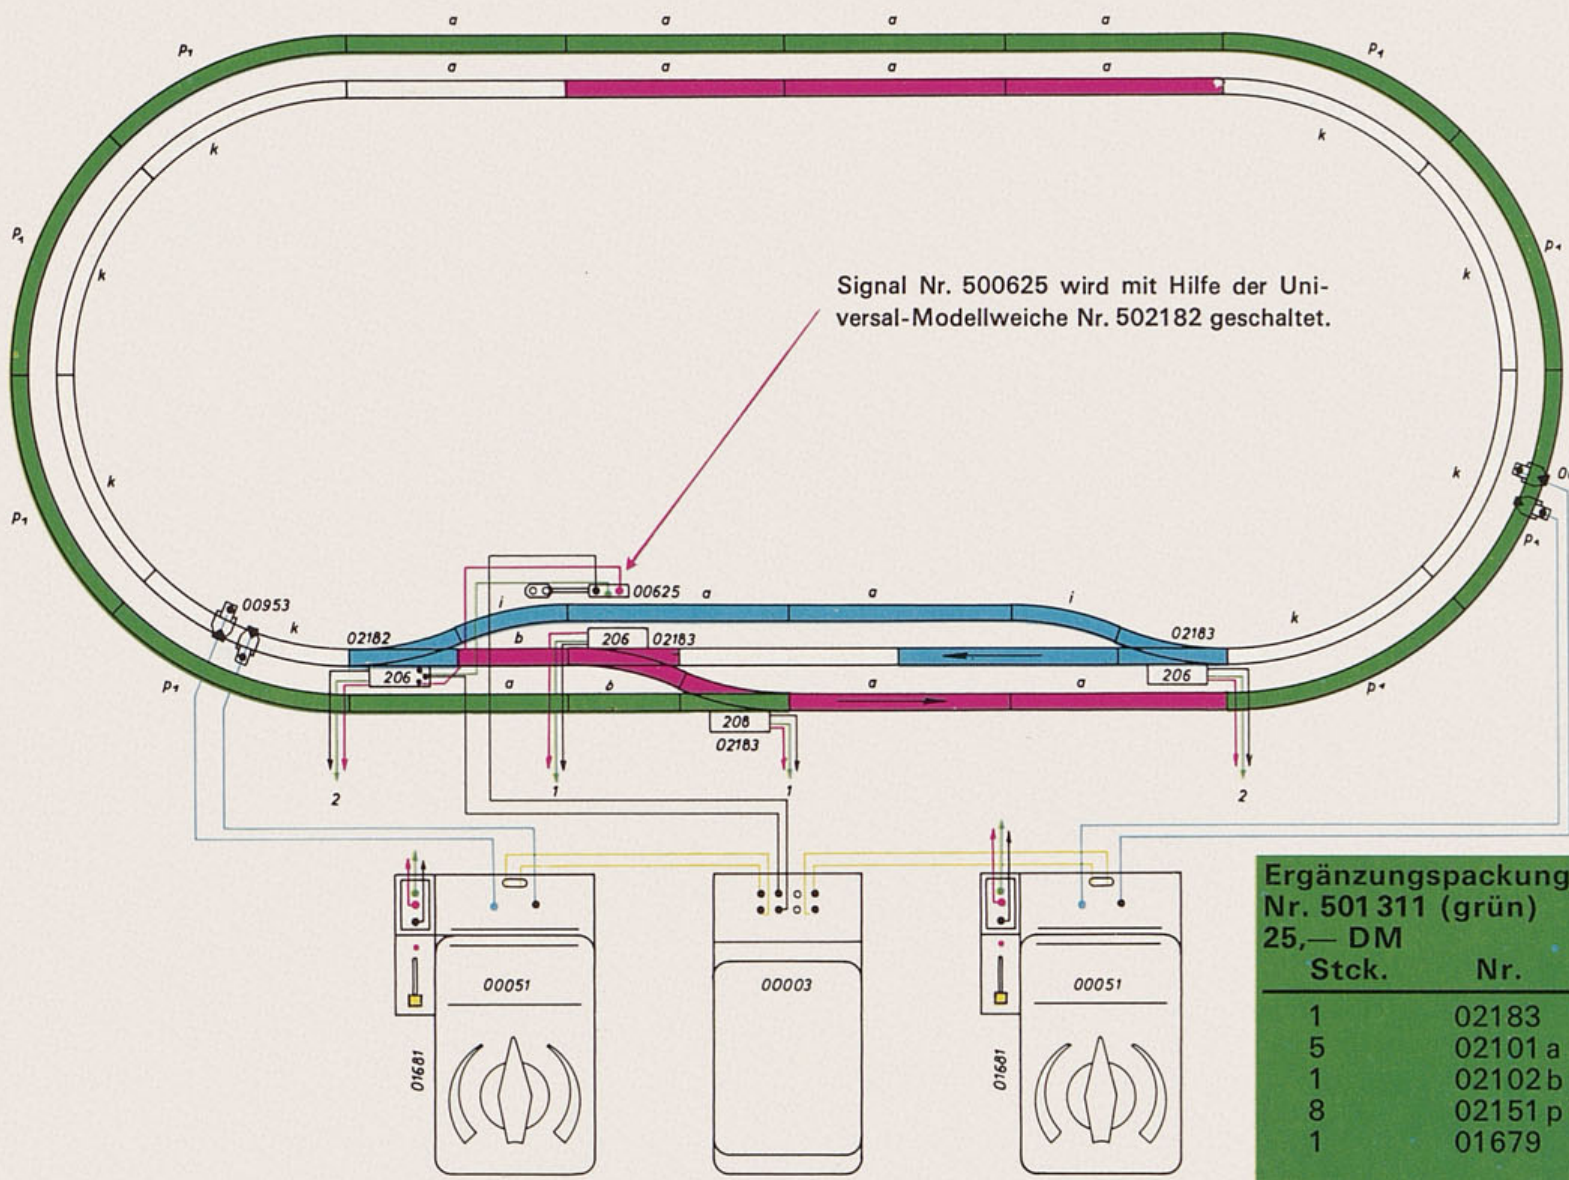 a a a a
p1 p1
a a a a
k k
p1 k k p1
Signal Nr. 500625 wird mit Hilfe der Uni-
versal-Modellweiche Nr. 502182 geschaltet.
k k
p1 p1
00625
00953 k i a a i k
02182 b 206 02183 02183
206 206
p1 a b a a p1
208
02183
2 1 1 2
00051 00003 00051
01681 01681
Ergänzungspackung
Nr. 501 311 (grün)
25,— DM
Stck. Nr.
1 02183
5 02101 a
1 02102 b
8 02151 p
1 01679